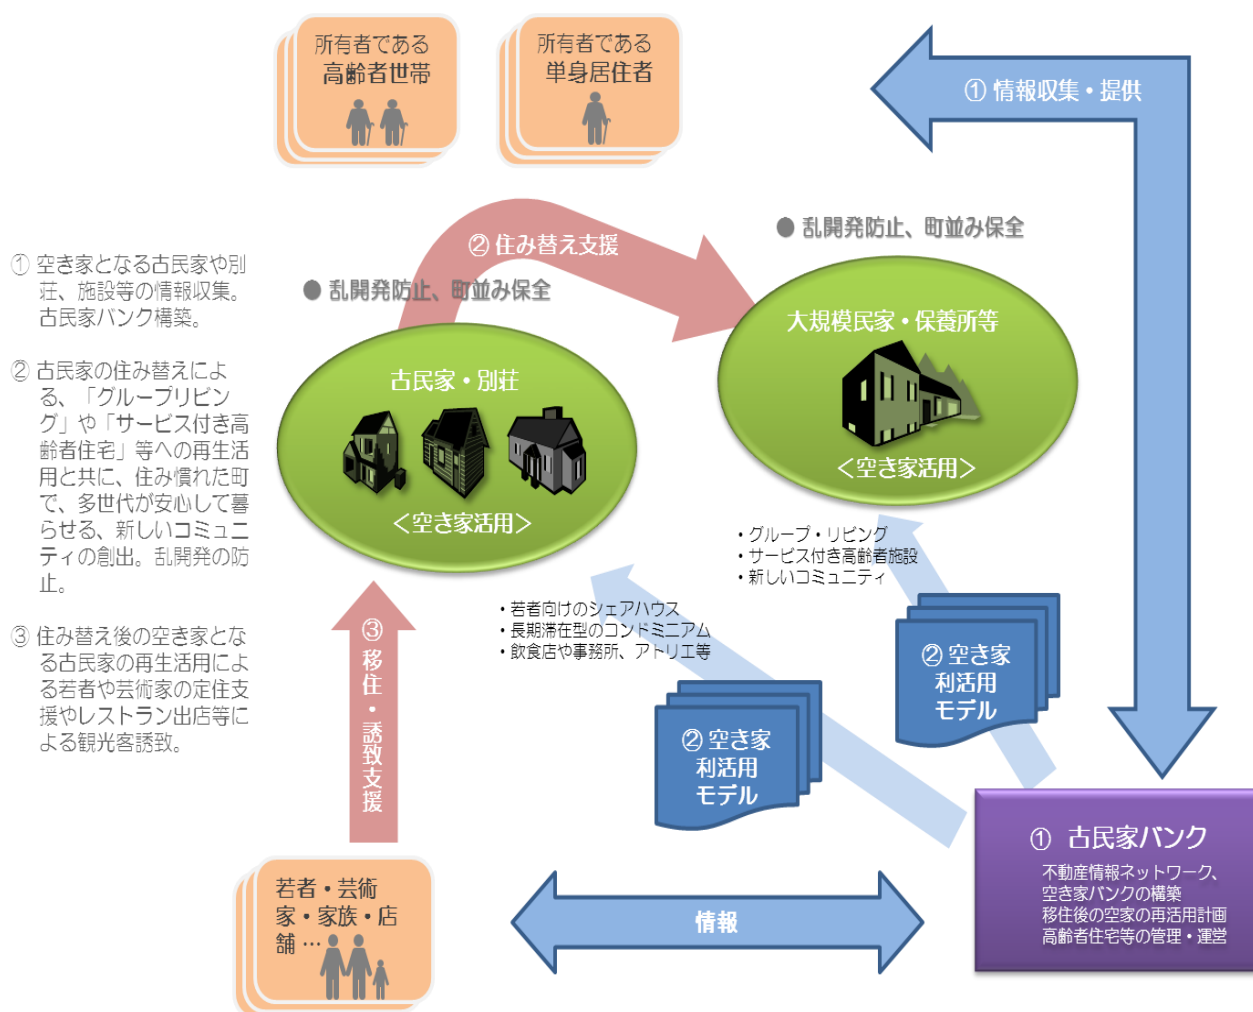 所有者である
高齢者世帯
所有者である
単身居住者
① 情報収集・提供
② 住み替え支援
● 乱開発防止、町並み保全
● 乱開発防止、町並み保全
① 空き家となる古民家や別
荘、施設等の情報収集。
古民家バンク構築。
② 古民家の住み替えによ
る、「グループリビン
グ」や「サービス付き高
齢者住宅」等への再生活
用と共に、住み慣れた町
で、多世代が安心して暮
らせる、新しいコミュニ
ティの創出。乱開発の防
止。
③ 住み替え後の空き家とな
る古民家の再生活用によ
る若者や芸術家の定住支
援やレストラン出店等に
よる観光客誘致。
古民家・別荘
＜空き家活用＞
大規模民家・保養所等
＜空き家活用＞
・グループ・リビング
・サービス付き高齢者施設
・新しいコミュニティ
・若者向けのシェアハウス
・長期滞在型のコンドミニアム
・飲食店や事務所、アトリエ等
③ 移住・誘致支援
② 空き家
利活用
モデル
② 空き家
利活用
モデル
① 古民家バンク
不動産情報ネットワーク、
空き家バンクの構築
移住後の空家の再活用計画
高齢者住宅等の管理・運営
若者・芸術
家・家族・店
舗…
情報